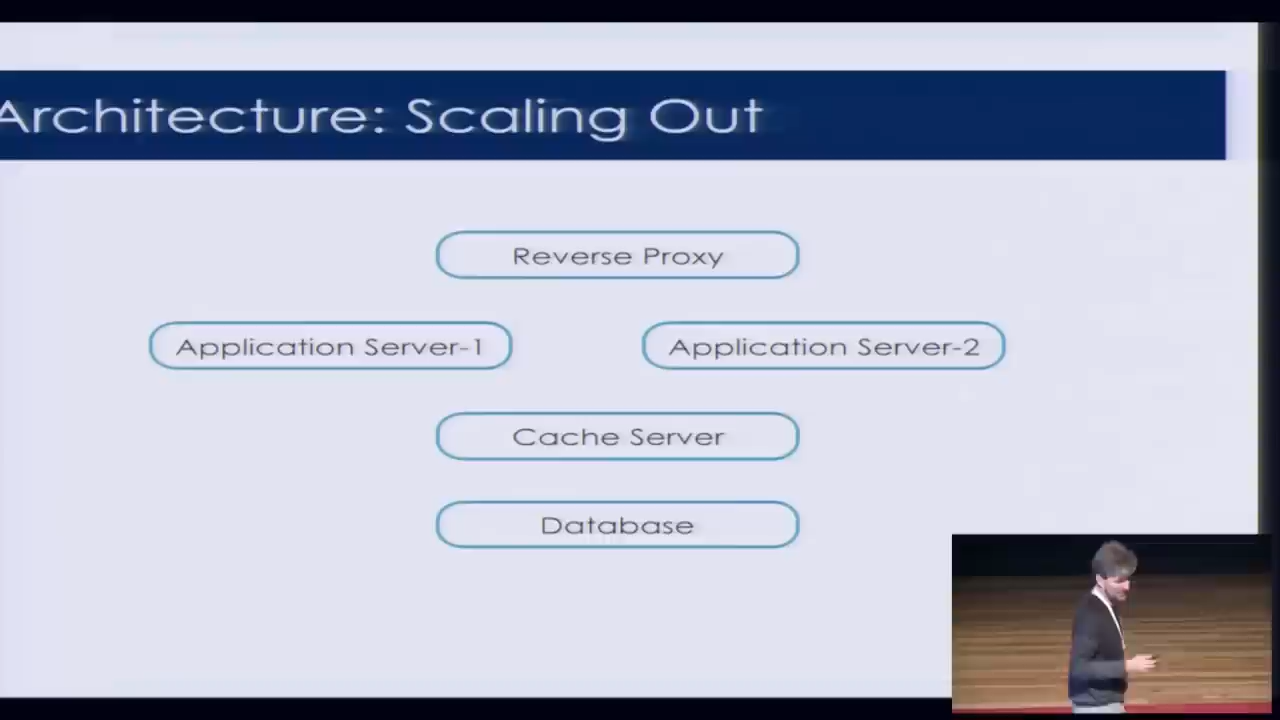 Architecture: Scaling Out
Reverse Proxy
Application Server-1
Application Server-2
Cache Server
Database